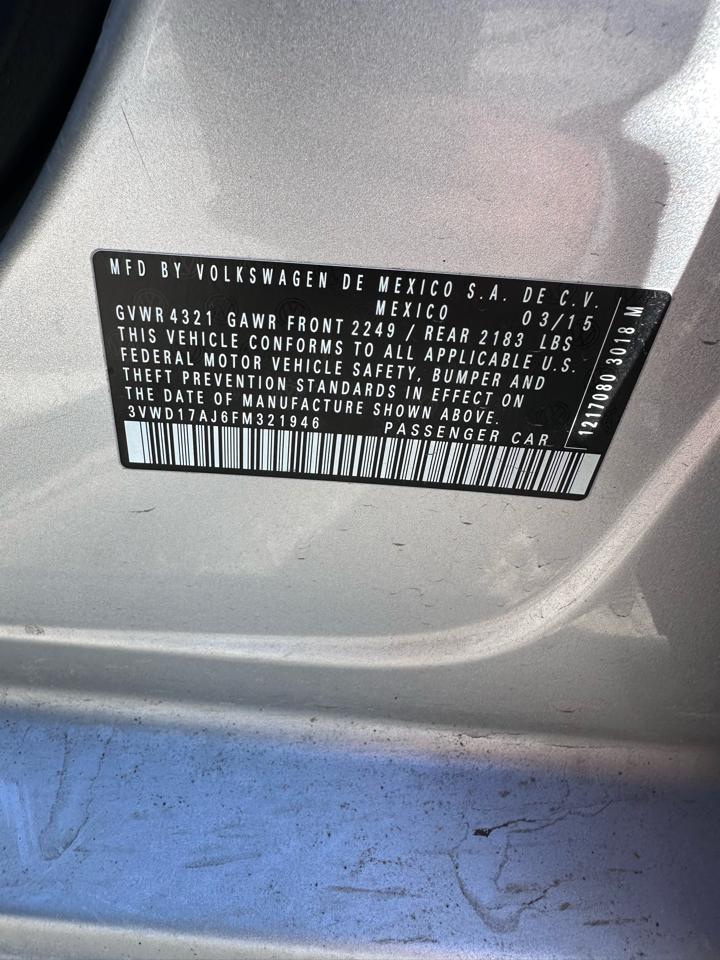 MFD BY VOLKSWAGEN DE MEXICO S.A. DE C.V.
MEXICO 03/15
GVWR 4321 GAWR FRONT 2249 / REAR 2183 LBS
THIS VEHICLE CONFORMS TO ALL APPLICABLE U.S.
FEDERAL MOTOR VEHICLE SAFETY, BUMPER AND
THEFT PREVENTION STANDARDS IN EFFECT ON
THE DATE OF MANUFACTURE SHOWN ABOVE.
3VWD17AJ6FM321946 PASSENGER CAR
1217080 3018 M